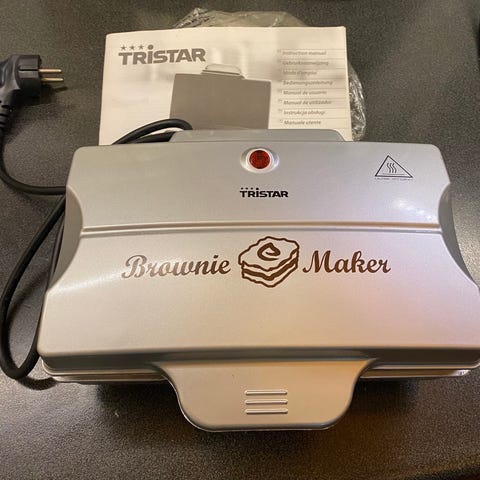 TRISTAR
Instruction manual
Gebruiksaanwijzing
Mode d'emploi
Bedienungsanleitung
Manual de usuario
Manual de utilizador
Instrukcja obsługi
Manuale utente
TRISTAR
Brownie Maker